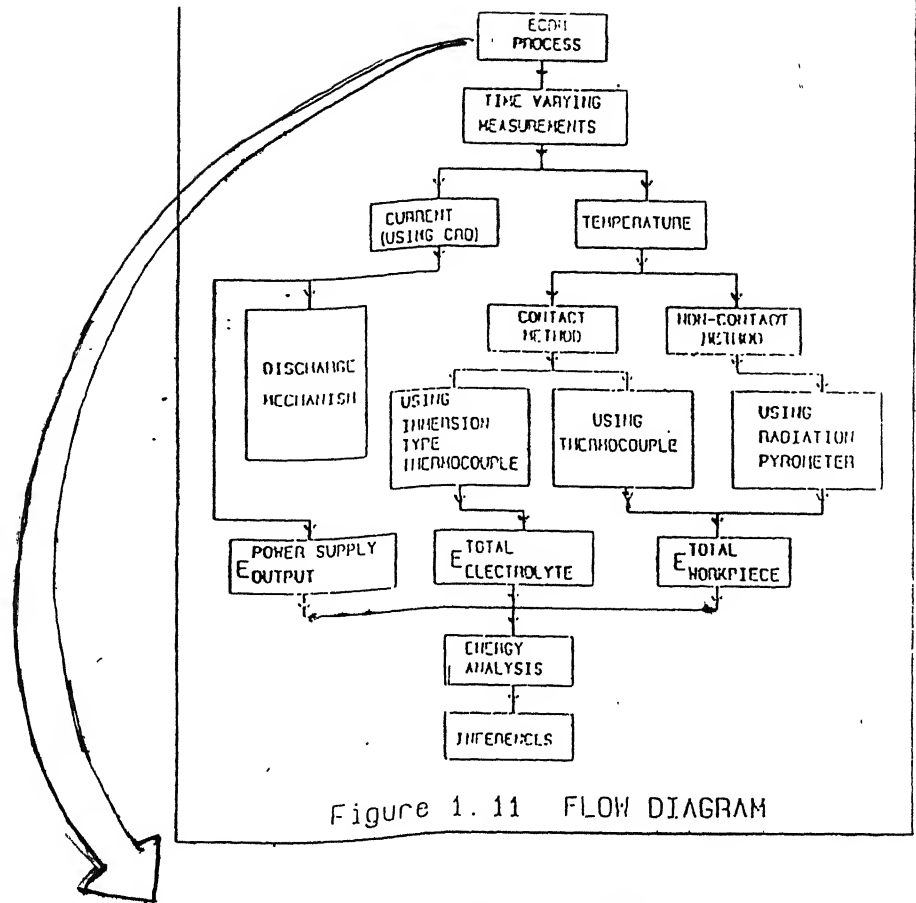 ECDM
PROCESS
TIME VARYING
MEASUREMENTS
CURRENT
(USING CRO)
TEMPERATURE
CONTACT
METHOD
NON-CONTACT
METHOD
DISCHARGE
MECHANISM
USING
IMMERSION
TYPE
THERMOCOUPLE
USING
THERMOCOUPLE
USING
RADIATION
PYROMETER
E POWER SUPPLY
OUTPUT
E TOTAL
ELECTROLYTE
E TOTAL
WORKPIECE
ENERGY
ANALYSIS
INFERENCES
Figure 1.11 FLOW DIAGRAM